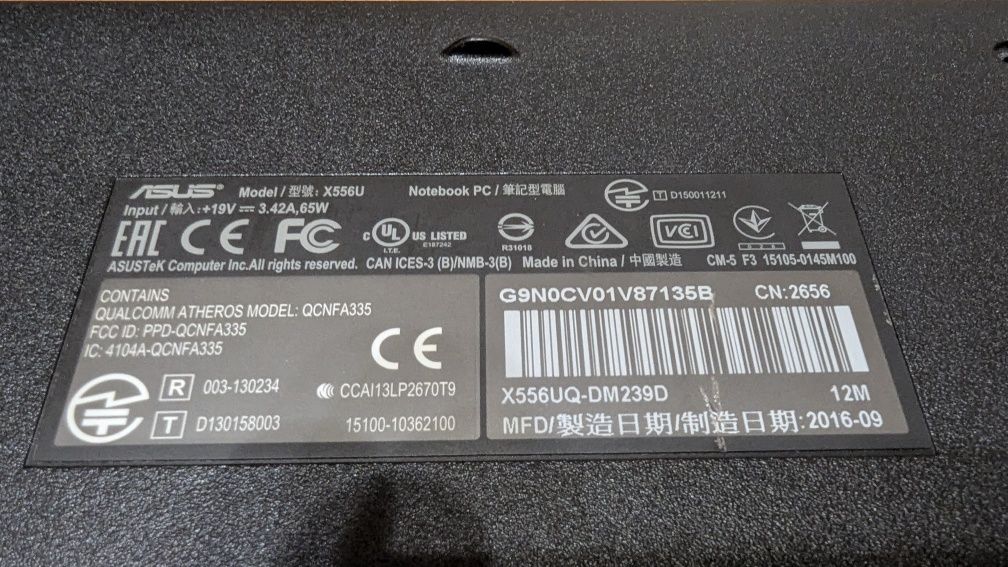 ASUS® Model / 型號: X556U Notebook PC / 筆記型電腦 T D150011211
Input / 輸入 :+19V 3.42A,65W
EAC CE FC C UL US LISTED I.T.E. E187242 R31018 VCI
ASUSTeK Computer Inc.All rights reserved. CAN ICES-3 (B)/NMB-3(B) Made in China / 中國製造 CM-5 F3 15105-0145M100
CONTAINS
QUALCOMM ATHEROS MODEL: QCNFA335
FCC ID: PPD-QCNFA335
IC: 4104A-QCNFA335
CE
R 003-130234 CCAI13LP2670T9
T D130158003 15100-10362100
G9N0CV01V87135B CN:2656
X556UQ-DM239D 12M
MFD/製造日期/制造日期: 2016-09